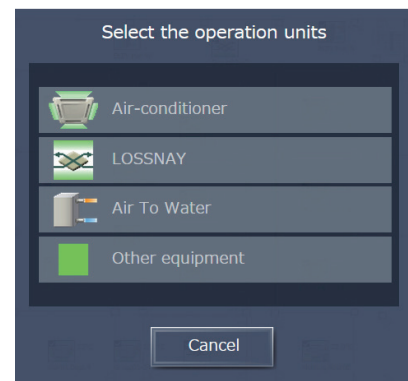 Select the operation units
Air-conditioner
LOSSNAY
Air To Water
Other equipment
Cancel